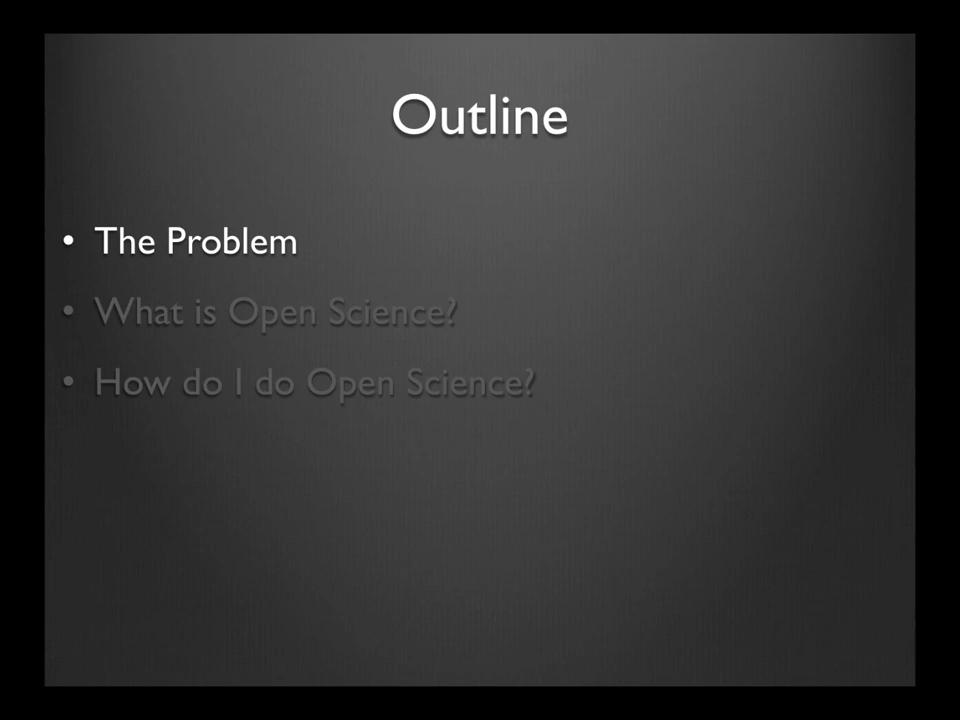 Outline
• The Problem
• What is Open Science?
• How do I do Open Science?